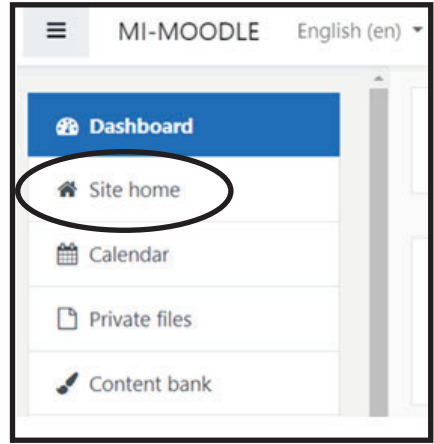 MI-MOODLE English (en)
Dashboard
Site home
Calendar
Private files
Content bank